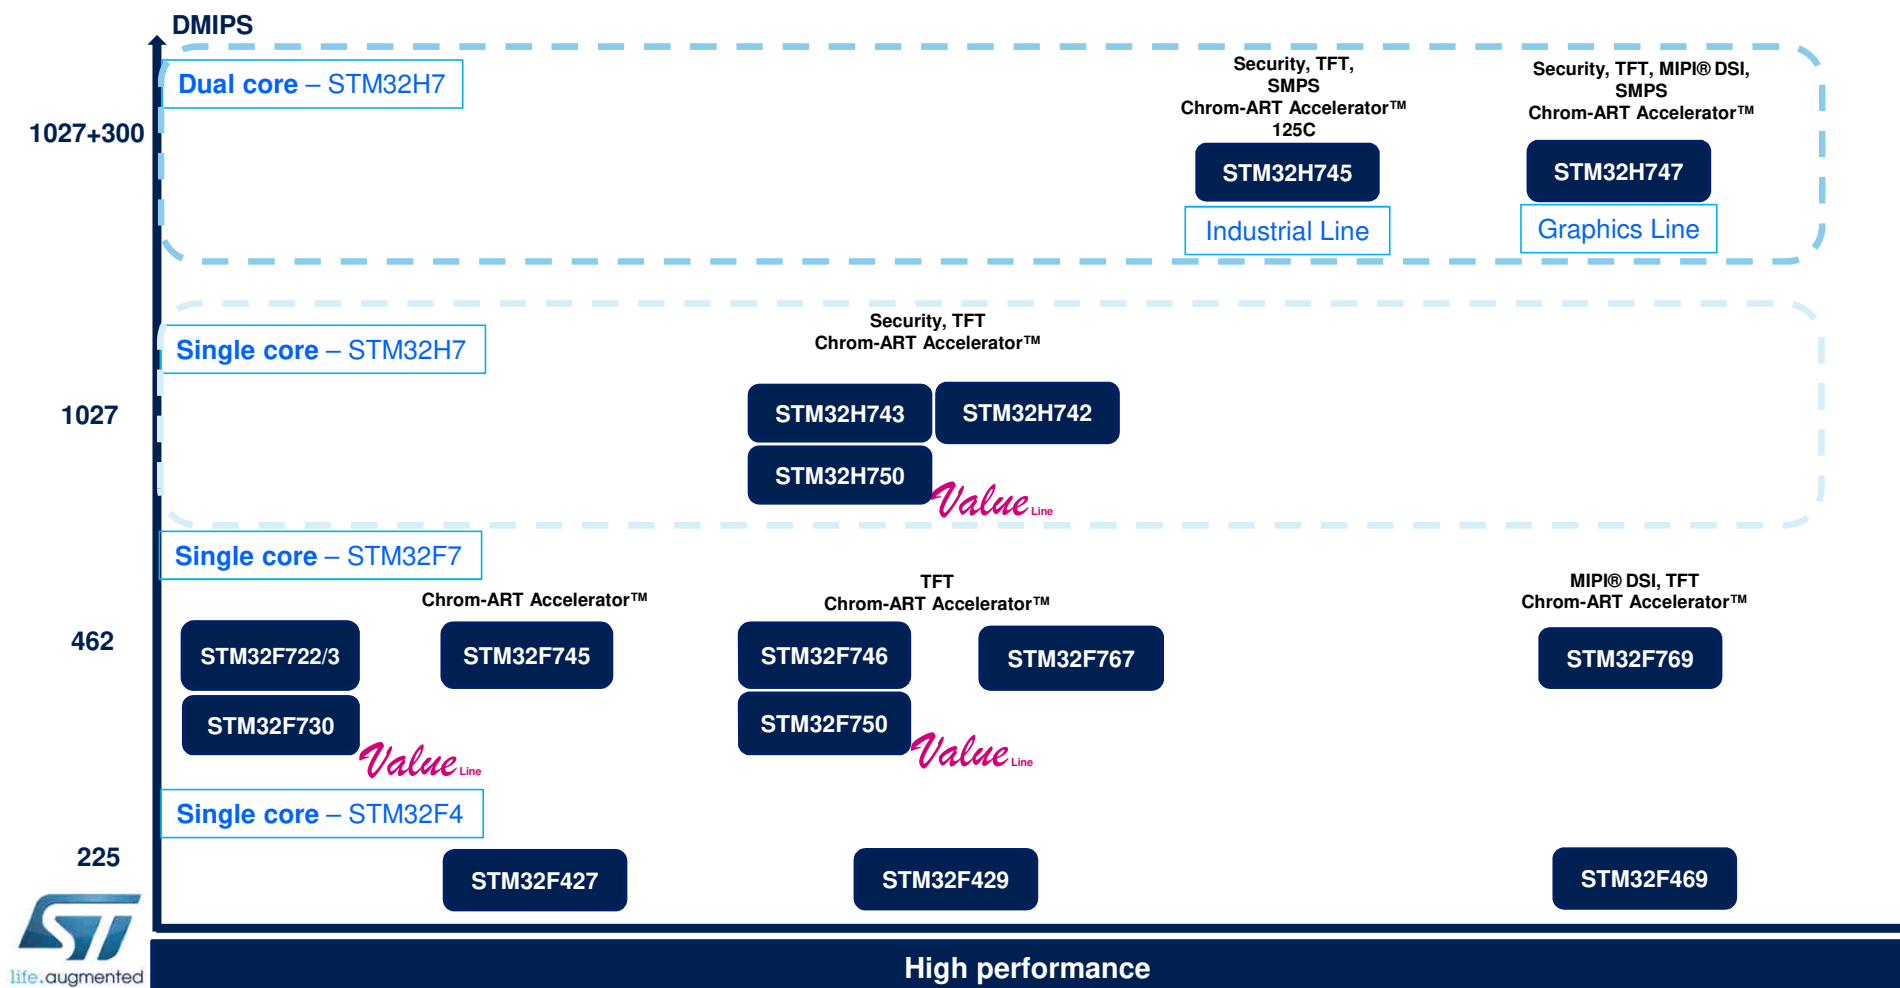 DMIPS
Dual core – STM32H7
Security, TFT,
SMPS
Chrom-ART Accelerator™
125C
Security, TFT, MIPI® DSI,
SMPS
Chrom-ART Accelerator™
1027+300
STM32H745
STM32H747
Industrial Line
Graphics Line
Single core – STM32H7
Security, TFT
Chrom-ART Accelerator™
1027
STM32H743
STM32H742
STM32H750
Value Line
Single core – STM32F7
Chrom-ART Accelerator™
TFT
Chrom-ART Accelerator™
MIPI® DSI, TFT
Chrom-ART Accelerator™
462
STM32F722/3
STM32F745
STM32F746
STM32F767
STM32F769
STM32F730
Value Line
STM32F750
Value Line
Single core – STM32F4
225
STM32F427
STM32F429
STM32F469
ST
life.augmented
High performance